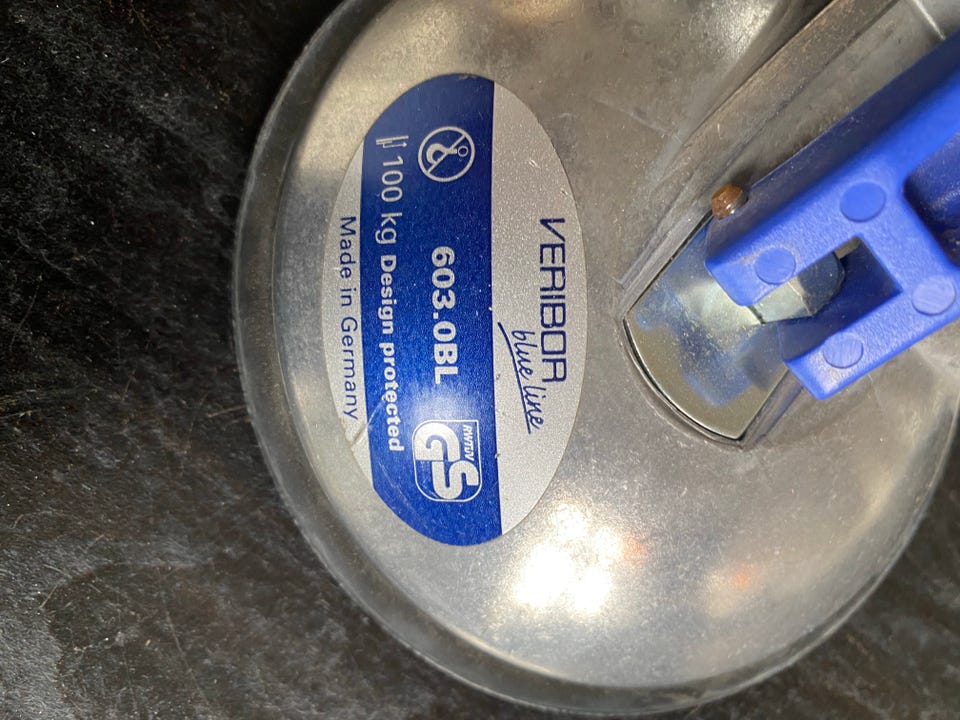 VERIBOR
blue line
603.0BL
RWTÜV
GS
100 kg Design protected
Made in Germany